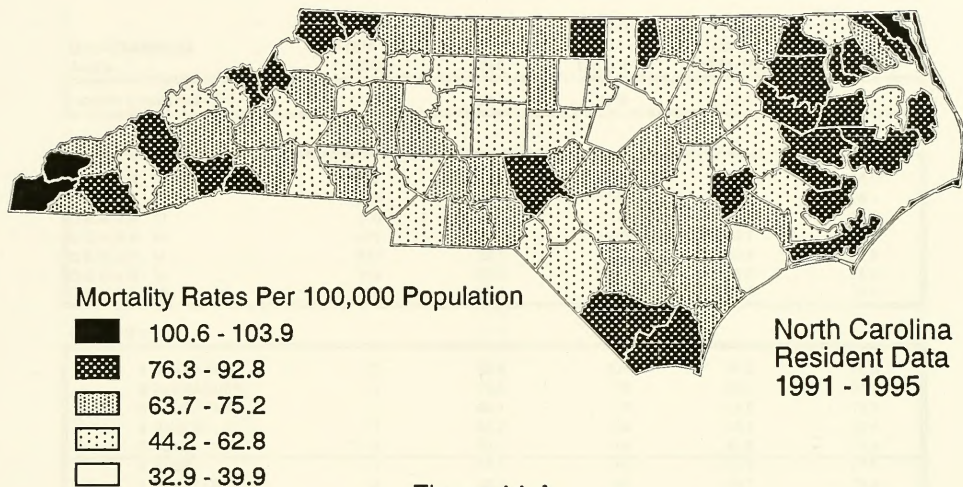 Mortality Rates Per 100,000 Population
100.6 - 103.9
76.3 - 92.8
63.7 - 75.2
44.2 - 62.8
32.9 - 39.9
North Carolina
Resident Data
1991 - 1995